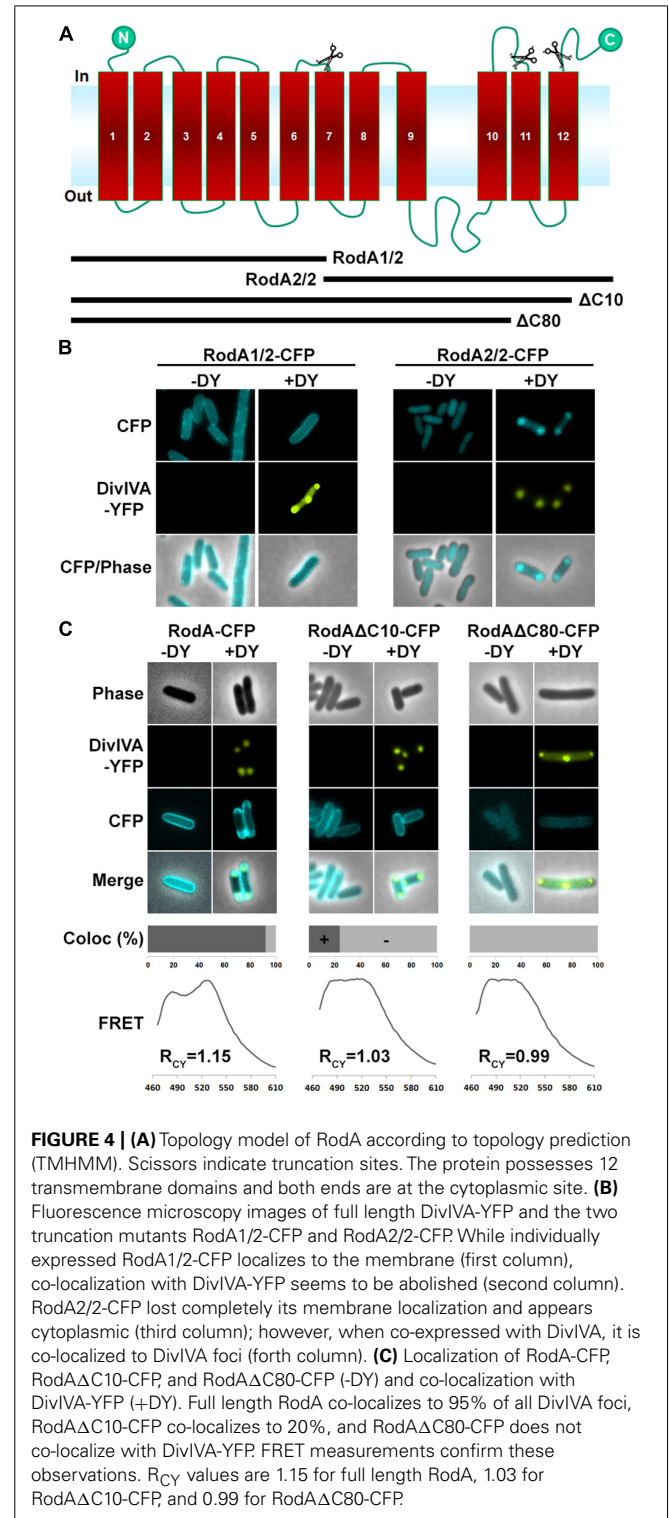 A
N
C
In
1 2 3 4 5 6 7 8 9 10 11 12
Out
RodA1/2
RodA2/2
ΔC10
ΔC80
B
RodA1/2-CFP RodA2/2-CFP
-DY +DY -DY +DY
CFP
DivIVA
-YFP
CFP/Phase
C
RodA-CFP RodAΔC10-CFP RodAΔC80-CFP
-DY +DY -DY +DY -DY +DY
Phase
DivIVA
-YFP
CFP
Merge
Coloc (%) + -
0 20 40 60 80 100 0 20 40 60 80 100 0 20 40 60 80 100
FRET
RCY=1.15 RCY=1.03 RCY=0.99
460 490 520 550 580 610 460 490 520 550 580 610 460 490 520 550 580 610
FIGURE 4 | (A) Topology model of RodA according to topology prediction
(TMHMM). Scissors indicate truncation sites. The protein possesses 12
transmembrane domains and both ends are at the cytoplasmic site. (B)
Fluorescence microscopy images of full length DivIVA-YFP and the two
truncation mutants RodA1/2-CFP and RodA2/2-CFP. While individually
expressed RodA1/2-CFP localizes to the membrane (first column),
co-localization with DivIVA-YFP seems to be abolished (second column).
RodA2/2-CFP lost completely its membrane localization and appears
cytoplasmic (third column); however, when co-expressed with DivIVA, it is
co-localized to DivIVA foci (forth column). (C) Localization of RodA-CFP,
RodAΔC10-CFP, and RodAΔC80-CFP (-DY) and co-localization with
DivIVA-YFP (+DY). Full length RodA co-localizes to 95% of all DivIVA foci,
RodAΔC10-CFP co-localizes to 20%, and RodAΔC80-CFP does not
co-localize with DivIVA-YFP. FRET measurements confirm these
observations. RCY values are 1.15 for full length RodA, 1.03 for
RodAΔC10-CFP, and 0.99 for RodAΔC80-CFP.